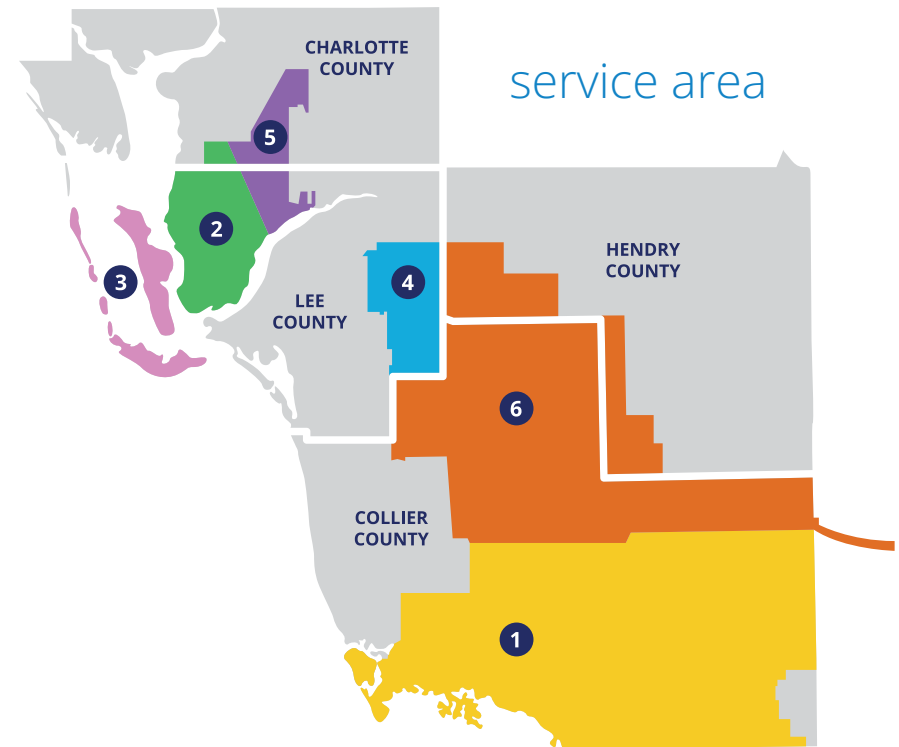 CHARLOTTE
COUNTY
service area
5
2
HENDRY
COUNTY
3
4
LEE
COUNTY
6
COLLIER
COUNTY
1